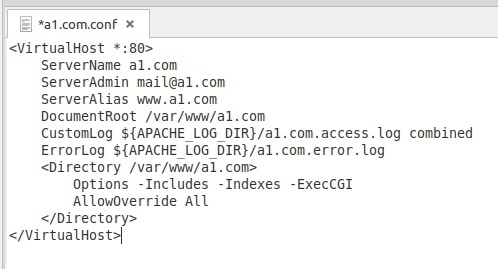 *a1.com.conf ×
<VirtualHost *:80>
    ServerName a1.com
    ServerAdmin mail@a1.com
    ServerAlias www.a1.com
    DocumentRoot /var/www/a1.com
    CustomLog ${APACHE_LOG_DIR}/a1.com.access.log combined
    ErrorLog ${APACHE_LOG_DIR}/a1.com.error.log
    <Directory /var/www/a1.com>
        Options -Includes -Indexes -ExecCGI
        AllowOverride All
    </Directory>
</VirtualHost>